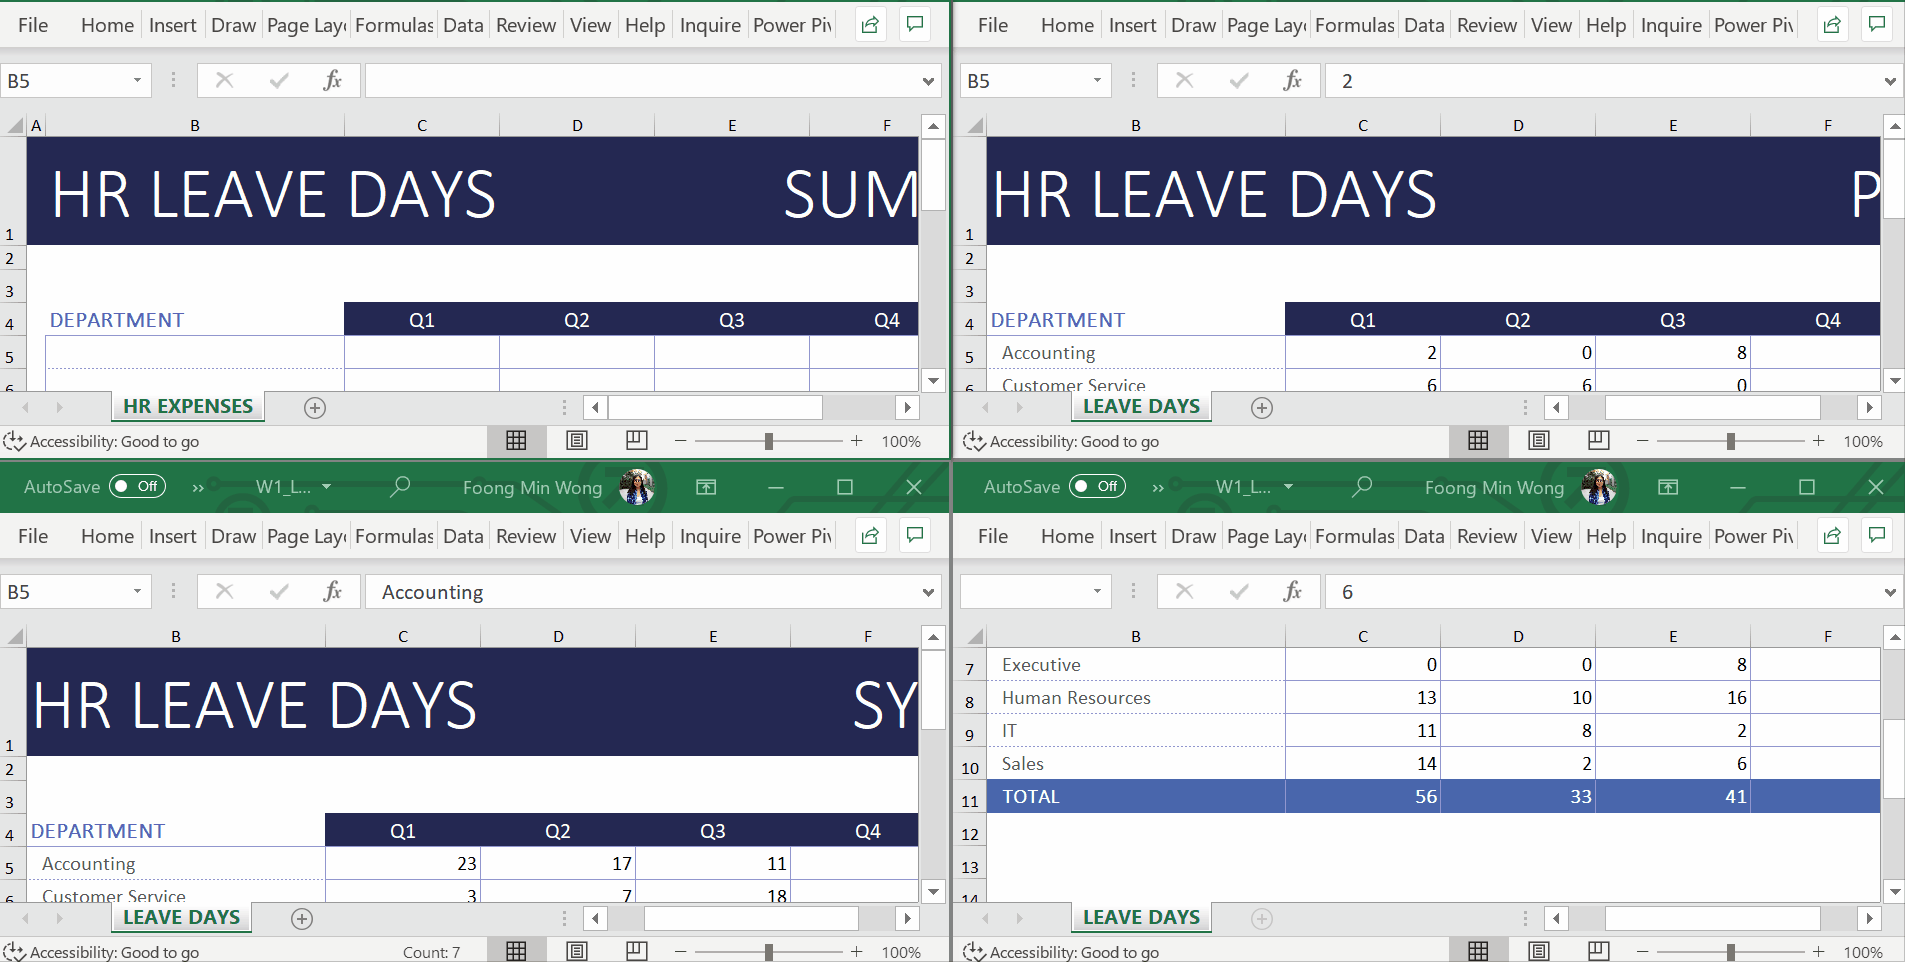 File Home Insert Draw Page Lay Formulas Data Review View Help Inquire Power Piv
B5 fx
A B C D E F
1 HR LEAVE DAYS SUM
2
3
4 DEPARTMENT Q1 Q2 Q3 Q4
5
6
HR EXPENSES
Accessibility: Good to go 100%
File Home Insert Draw Page Lay Formulas Data Review View Help Inquire Power Piv
B5 fx 2
B C D E F
1 HR LEAVE DAYS P
2
3
4 DEPARTMENT Q1 Q2 Q3 Q4
5 Accounting 2 0 8
6 Customer Service 6 6 0
LEAVE DAYS
Accessibility: Good to go 100%
AutoSave Off W1_L... Foong Min Wong
File Home Insert Draw Page Lay Formulas Data Review View Help Inquire Power Piv
B5 fx Accounting
B C D E F
1 HR LEAVE DAYS SY
2
3
4 DEPARTMENT Q1 Q2 Q3 Q4
5 Accounting 23 17 11
6 Customer Service 3 7 18
LEAVE DAYS
Accessibility: Good to go Count: 7 100%
AutoSave Off W1_L... Foong Min Wong
File Home Insert Draw Page Lay Formulas Data Review View Help Inquire Power Piv
fx 6
B C D E F
7 Executive 0 0 8
8 Human Resources 13 10 16
9 IT 11 8 2
10 Sales 14 2 6
11 TOTAL 56 33 41
12
13
14
LEAVE DAYS
Accessibility: Good to go 100%